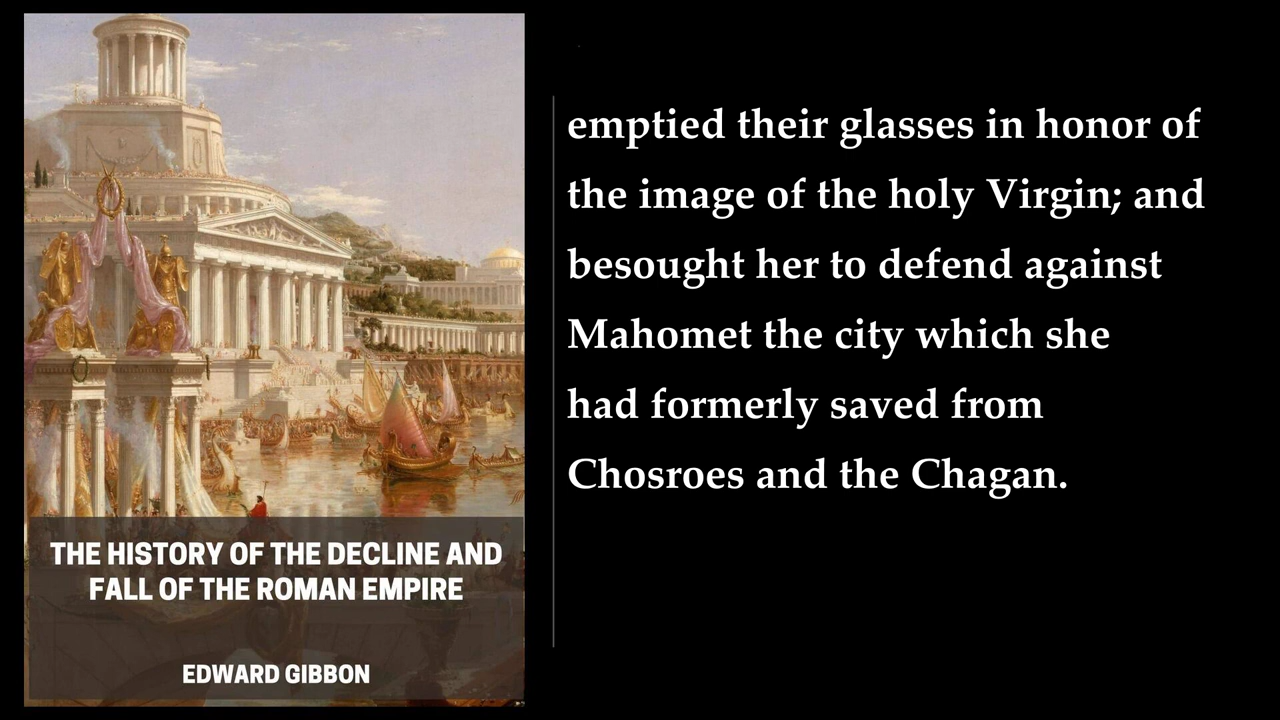 THE HISTORY OF THE DECLINE AND
FALL OF THE ROMAN EMPIRE
EDWARD GIBBON
emptied their glasses in honor of
the image of the holy Virgin; and
besought her to defend against
Mahomet the city which she
had formerly saved from
Chosroes and the Chagan.